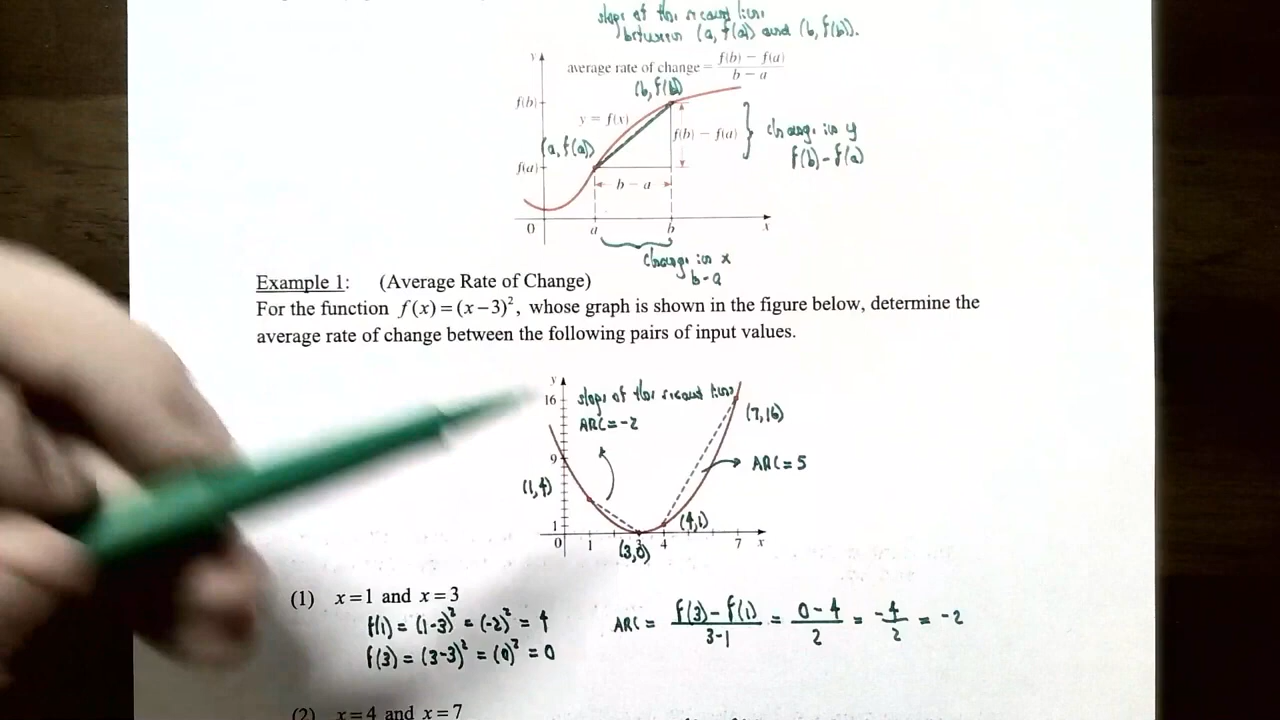 slope of the secant line
between (a, f(a)) and (b, f(b)).
y
average rate of change = f(b) − f(a) / b − a
(b, f(b))
f(b)
y = f(x)
f(b) − f(a)
change in y
f(b) - f(a)
(a, f(a))
f(a)
b − a
0 a b x
change in x
b - a
Example 1: (Average Rate of Change)
For the function f(x) = (x−3)², whose graph is shown in the figure below, determine the
average rate of change between the following pairs of input values.
y
16
slope of the secant line
ARC = -2
(7,16)
9
ARC = 5
(1,4)
1
(4,1)
0 1 3 4 7 x
(3,0)
(1) x = 1 and x = 3
f(1) = (1-3)² = (-2)² = 4
f(3) = (3-3)² = (0)² = 0
ARC = f(3) - f(1) / 3-1 = 0-4 / 2 = -4/2 = -2
(2) x = 4 and x = 7